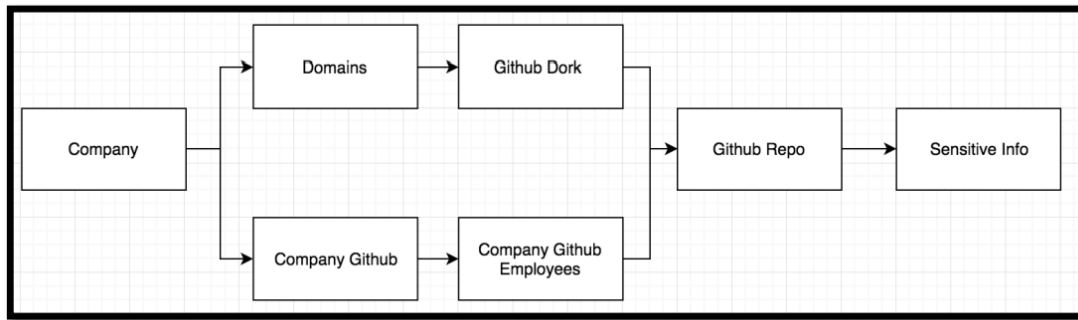 Domains
Github Dork
Company
Github Repo
Sensitive Info
Company Github
Company Github
Employees